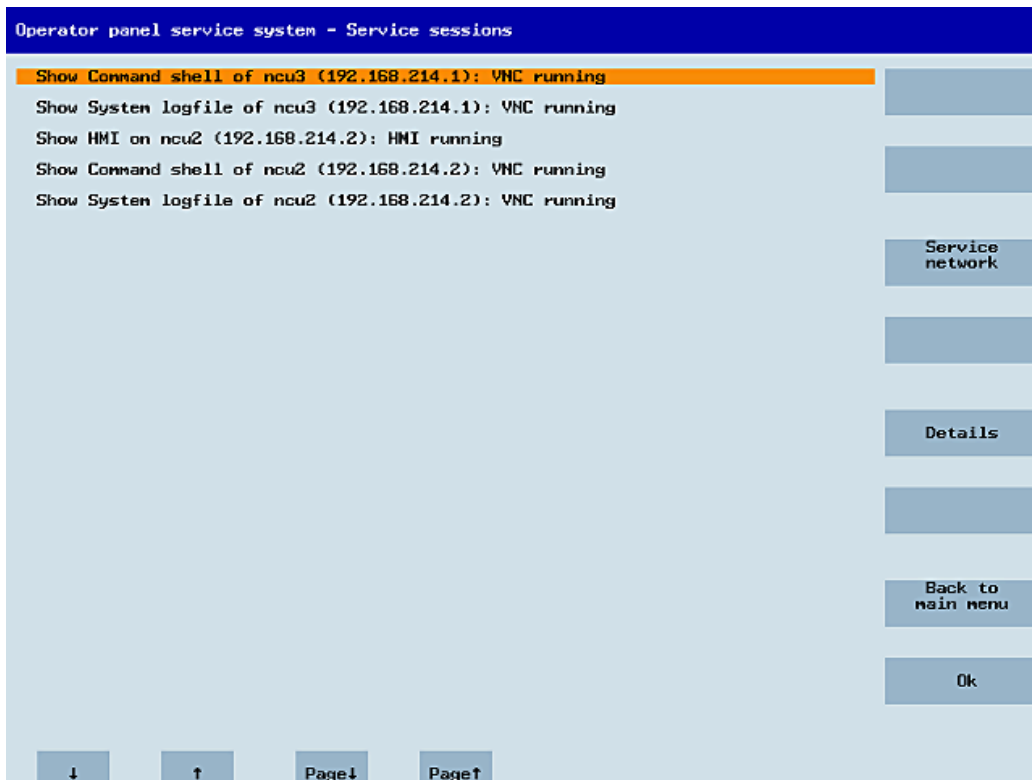 Operator panel service system - Service sessions
Show Command shell of ncu3 (192.168.214.1): VNC running
Show System logfile of ncu3 (192.168.214.1): VNC running
Show HMI on ncu2 (192.168.214.2): HMI running
Show Command shell of ncu2 (192.168.214.2): VNC running
Show System logfile of ncu2 (192.168.214.2): VNC running
Service
network
Details
Back to
main menu
Ok
↓ ↑ Page↓ Page↑